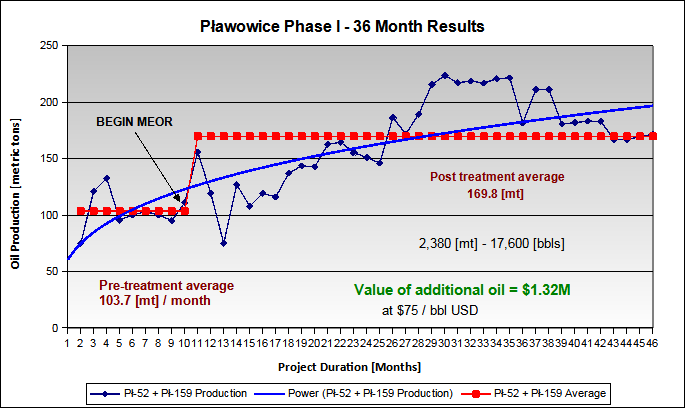 Pławowice Phase I - 36 Month Results
Oil Production [metric tons]
250
200
150
100
50
0
BEGIN MEOR
Post treatment average
169.8 [mt]
2,380 [mt] - 17,600 [bbls]
Pre-treatment average
103.7 [mt] / month
Value of additional oil = $1.32M
at $75 / bbl USD
1 2 3 4 5 6 7 8 9 10 11 12 13 14 15 16 17 18 19 20 21 22 23 24 25 26 27 28 29 30 31 32 33 34 35 36 37 38 39 40 41 42 43 44 45 46
Project Duration [Months]
Pł-52 + Pł-159 Production
Power (Pł-52 + Pł-159 Production)
Pł-52 + Pł-159 Average